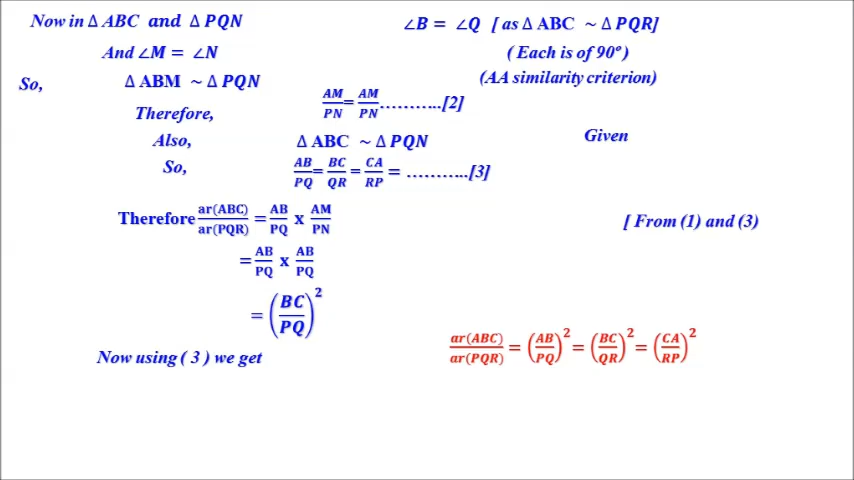 Now in Δ ABC and Δ PQN ∠B = ∠Q [ as Δ ABC ~ Δ PQR]
And ∠M = ∠N ( Each is of 90° )
So, Δ ABM ~ Δ PQN (AA similarity criterion)
Therefore, AM/PN = AM/PN ………..[2]
Also, Δ ABC ~ Δ PQN Given
So, AB/PQ = BC/QR = CA/RP = ………..[3]
Therefore ar(ABC)/ar(PQR) = AB/PQ x AM/PN [ From (1) and (3)
= AB/PQ x AB/PQ
= (BC/PQ)²
Now using ( 3 ) we get ar(ABC)/ar(PQR) = (AB/PQ)² = (BC/QR)² = (CA/RP)²